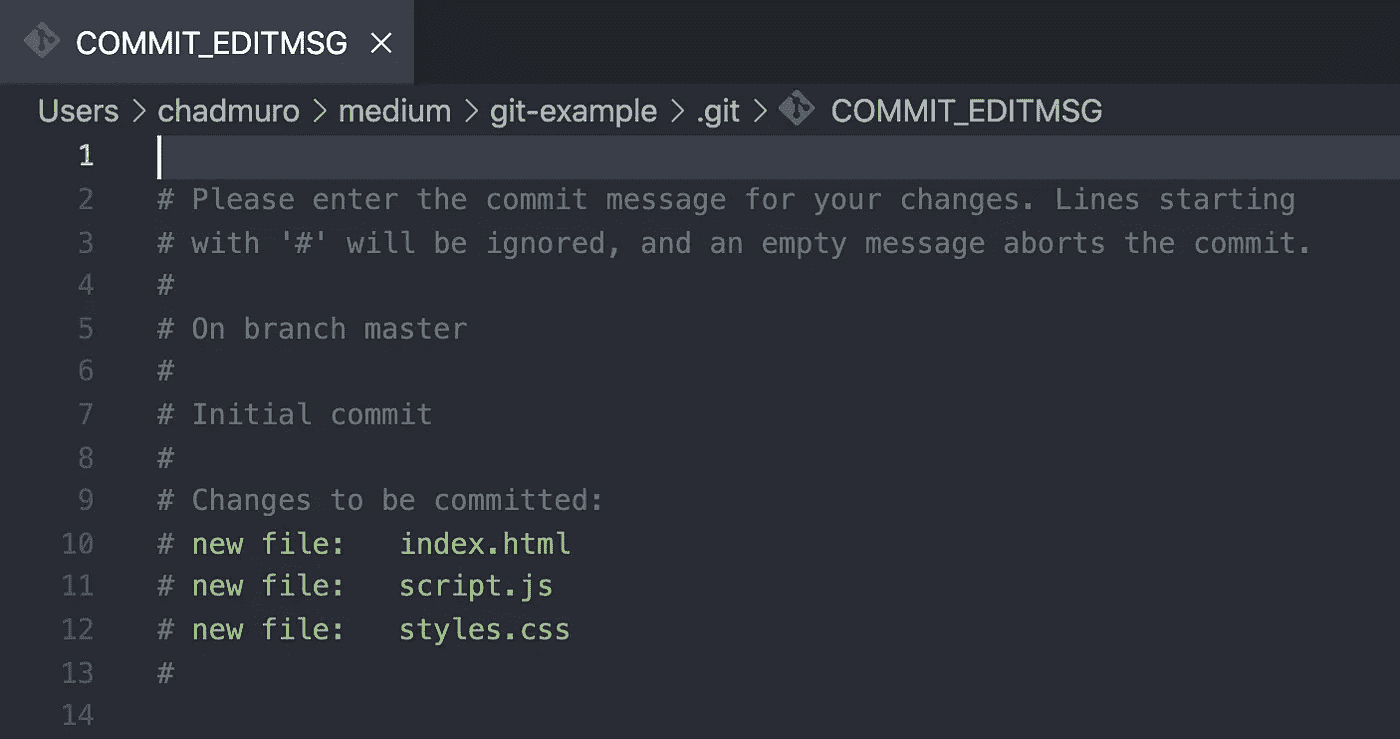 COMMIT_EDITMSG ×
Users > chadmuro > medium > git-example > .git > COMMIT_EDITMSG
1
2 # Please enter the commit message for your changes. Lines starting
3 # with '#' will be ignored, and an empty message aborts the commit.
4 #
5 # On branch master
6 #
7 # Initial commit
8 #
9 # Changes to be committed:
10 # new file:   index.html
11 # new file:   script.js
12 # new file:   styles.css
13 #
14